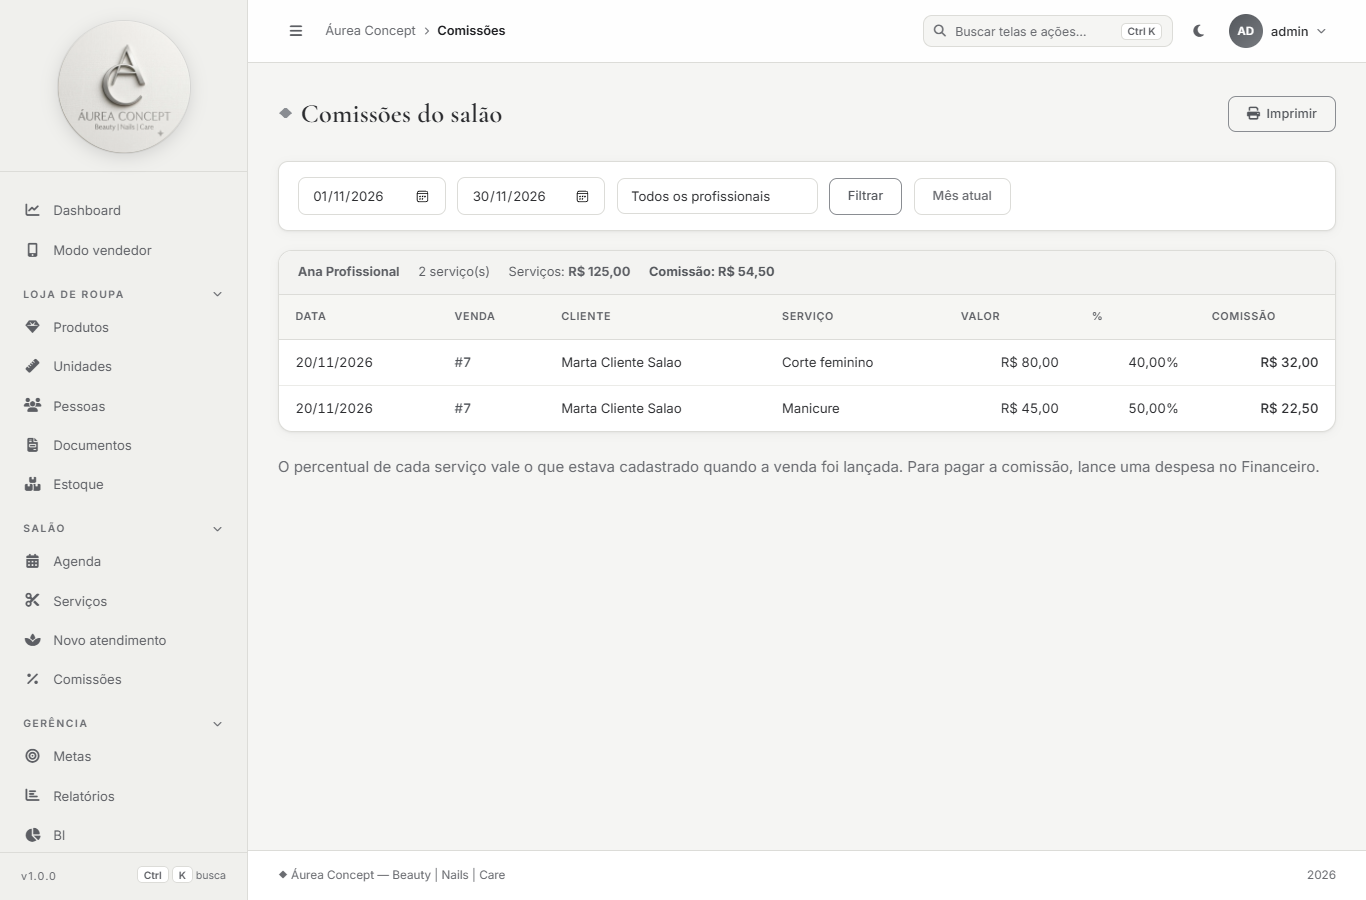 ÁUREA CONCEPT
Beauty | Nails | Care
Dashboard
Modo vendedor
LOJA DE ROUPA
Produtos
Unidades
Pessoas
Documentos
Estoque
SALÃO
Agenda
Serviços
Novo atendimento
Comissões
GERÊNCIA
Metas
Relatórios
BI
v1.0.0 Ctrl K busca
Áurea Concept › Comissões
Buscar telas e ações... Ctrl K
AD admin
Comissões do salão
Imprimir
01/11/2026 30/11/2026 Todos os profissionais Filtrar Mês atual
Ana Profissional 2 serviço(s) Serviços: R$ 125,00 Comissão: R$ 54,50
DATA VENDA CLIENTE SERVIÇO VALOR % COMISSÃO
20/11/2026 #7 Marta Cliente Salao Corte feminino R$ 80,00 40,00% R$ 32,00
20/11/2026 #7 Marta Cliente Salao Manicure R$ 45,00 50,00% R$ 22,50
O percentual de cada serviço vale o que estava cadastrado quando a venda foi lançada. Para pagar a comissão, lance uma despesa no Financeiro.
Áurea Concept — Beauty | Nails | Care
2026